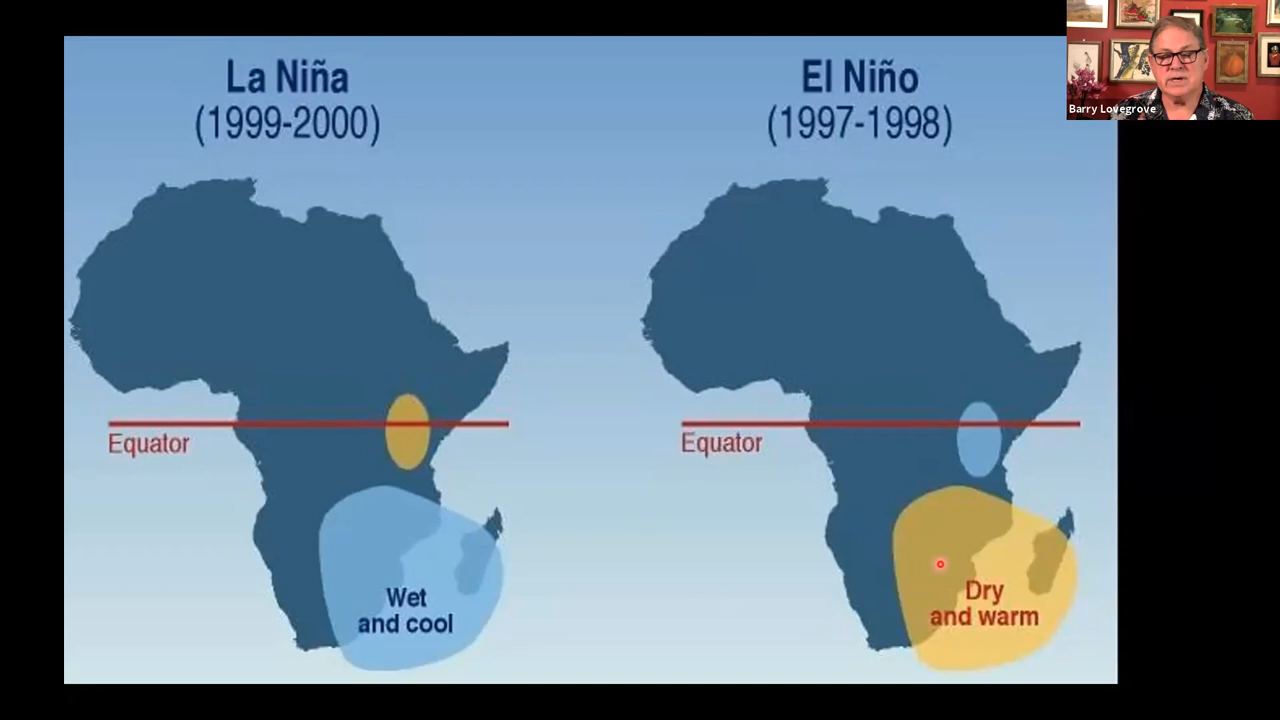 La Niña
(1999-2000)
Equator
Wet
and cool
El Niño
(1997-1998)
Equator
Dry
and warm
Barry Lovegrove